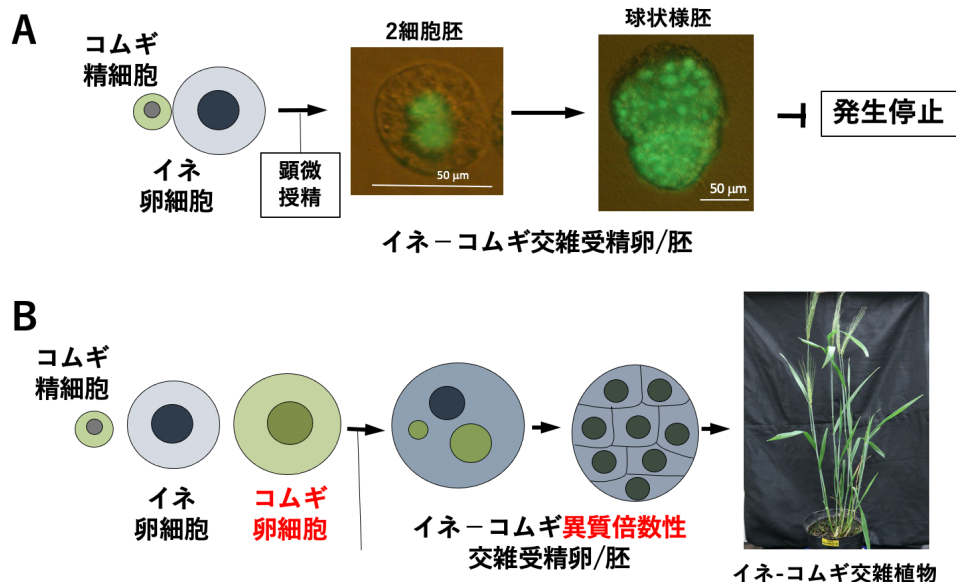 A
コムギ
精細胞
イネ
卵細胞
顕微
授精
2細胞胚
50 µm
球状様胚
50 µm
発生停止
イネ−コムギ交雑受精卵/胚
B
コムギ
精細胞
イネ
卵細胞
コムギ
卵細胞
イネ−コムギ異質倍数性
交雑受精卵/胚
イネ-コムギ交雑植物